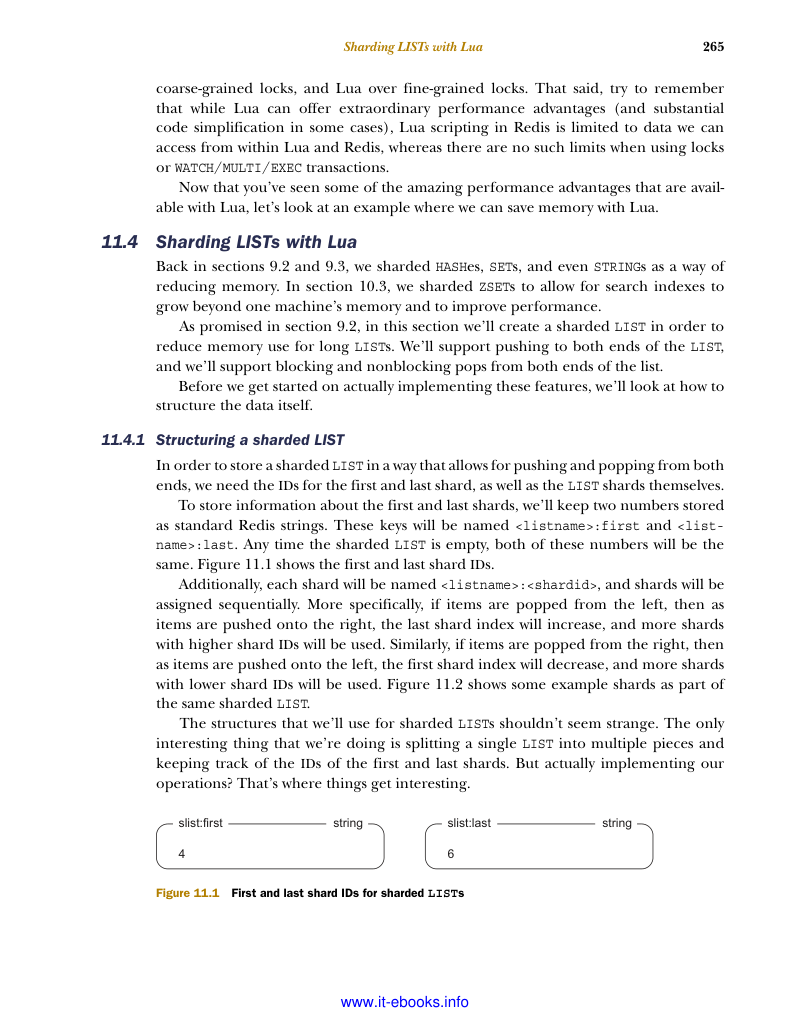 Sharding LISTs with Lua 265
coarse-grained locks, and Lua over fine-grained locks. That said, try to remember
that while Lua can offer extraordinary performance advantages (and substantial
code simplification in some cases), Lua scripting in Redis is limited to data we can
access from within Lua and Redis, whereas there are no such limits when using locks
or WATCH/MULTI/EXEC transactions.
Now that you've seen some of the amazing performance advantages that are avail-
able with Lua, let's look at an example where we can save memory with Lua.
11.4 Sharding LISTs with Lua
Back in sections 9.2 and 9.3, we sharded HASHes, SETs, and even STRINGs as a way of
reducing memory. In section 10.3, we sharded ZSETs to allow for search indexes to
grow beyond one machine's memory and to improve performance.
As promised in section 9.2, in this section we'll create a sharded LIST in order to
reduce memory use for long LISTs. We'll support pushing to both ends of the LIST,
and we'll support blocking and nonblocking pops from both ends of the list.
Before we get started on actually implementing these features, we'll look at how to
structure the data itself.
11.4.1 Structuring a sharded LIST
In order to store a sharded LIST in a way that allows for pushing and popping from both
ends, we need the IDs for the first and last shard, as well as the LIST shards themselves.
To store information about the first and last shards, we'll keep two numbers stored
as standard Redis strings. These keys will be named <listname>:first and <list-
name>:last. Any time the sharded LIST is empty, both of these numbers will be the
same. Figure 11.1 shows the first and last shard IDs.
Additionally, each shard will be named <listname>:<shardid>, and shards will be
assigned sequentially. More specifically, if items are popped from the left, then as
items are pushed onto the right, the last shard index will increase, and more shards
with higher shard IDs will be used. Similarly, if items are popped from the right, then
as items are pushed onto the left, the first shard index will decrease, and more shards
with lower shard IDs will be used. Figure 11.2 shows some example shards as part of
the same sharded LIST.
The structures that we'll use for sharded LISTs shouldn't seem strange. The only
interesting thing that we're doing is splitting a single LIST into multiple pieces and
keeping track of the IDs of the first and last shards. But actually implementing our
operations? That's where things get interesting.
slist:first string slist:last string
4 6
Figure 11.1 First and last shard IDs for sharded LISTs
www.it-ebooks.info